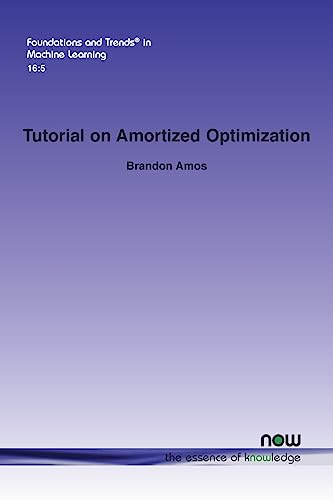 Foundations and Trends® in
Machine Learning
16:5
Tutorial on Amortized Optimization
Brandon Amos
now
the essence of knowledge